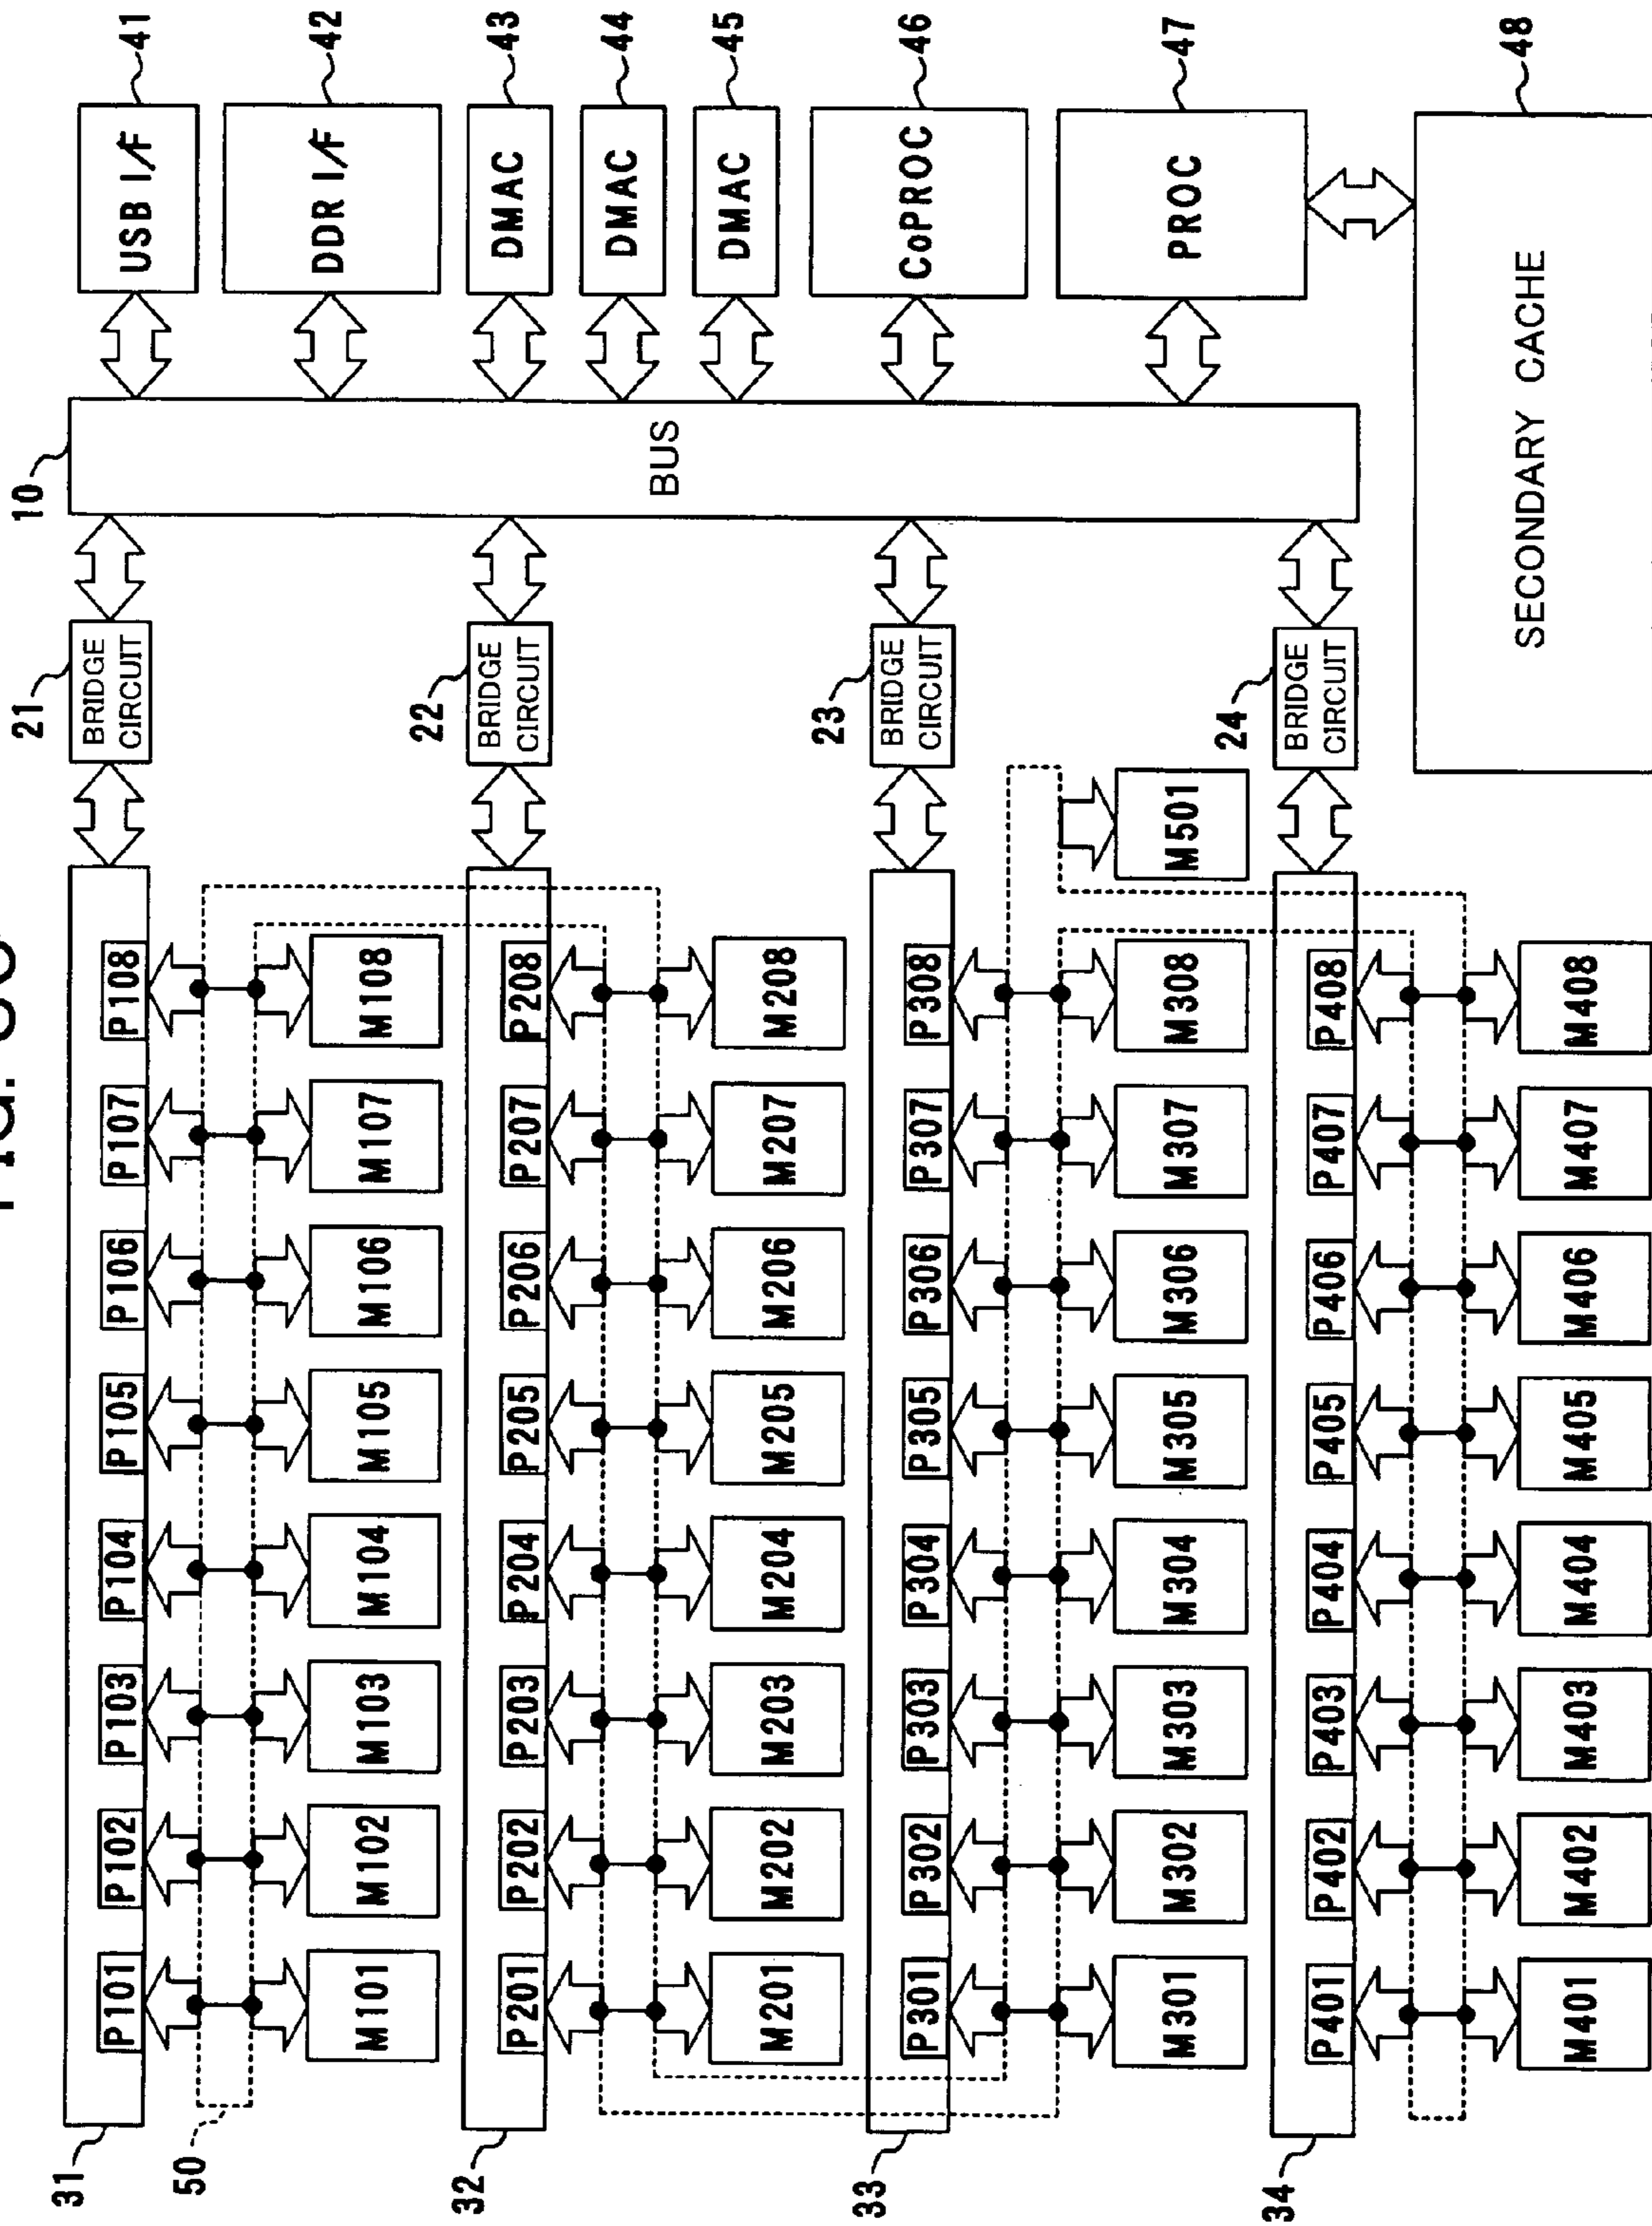 10
31 P101 P102 P103 P104 P105 P106 P107 P108 21 BRIDGE CIRCUIT USB I/F 41
50
M101 M102 M103 M104 M105 M106 M107 M108 DDR I/F 42
32 P201 P202 P203 P204 P205 P206 P207 P208 22 BRIDGE CIRCUIT DMAC 43
DMAC 44
BUS
M201 M202 M203 M204 M205 M206 M207 M208 DMAC 45
33 P301 P302 P303 P304 P305 P306 P307 P308 23 BRIDGE CIRCUIT CoPROC 46
M301 M302 M303 M304 M305 M306 M307 M308 M501 PROC 47
34 P401 P402 P403 P404 P405 P406 P407 P408 24 BRIDGE CIRCUIT
M401 M402 M403 M404 M405 M406 M407 M408 SECONDARY CACHE 48